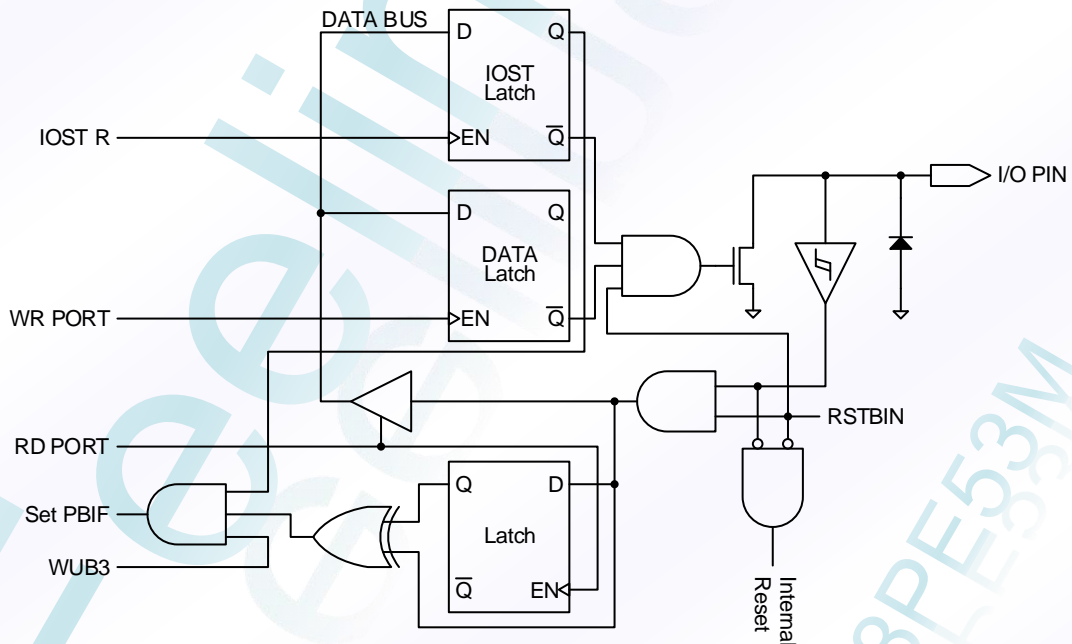 DATA BUS
D Q
IOST
Latch
IOST R
EN Q̅
I/O PIN
D Q
DATA
Latch
WR PORT
EN Q̅
RSTBIN
RD PORT
Q D
Set PBIF
Latch
WUB3
Q̅ EN
Internal
Reset
8PE53M